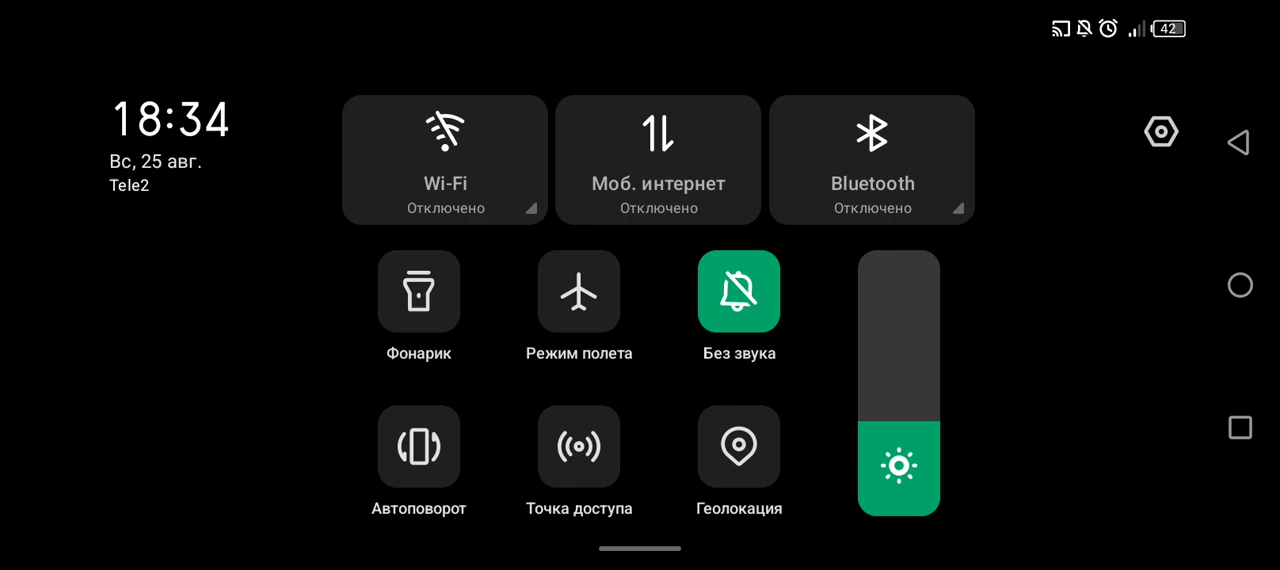 42
18:34
Вс, 25 авг.
Tele2
Wi-Fi
Отключено
Моб. интернет
Отключено
Bluetooth
Отключено
Фонарик
Режим полета
Без звука
Автоповорот
Точка доступа
Геолокация